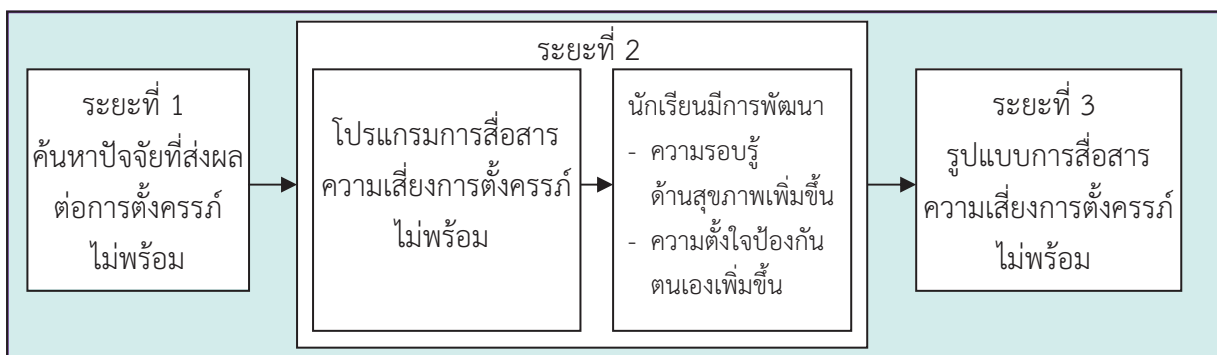 ระยะที่ 1
ค้นหาปัจจัยที่ส่งผล
ต่อการตั้งครรภ์
ไม่พร้อม
ระยะที่ 2
โปรแกรมการสื่อสาร
ความเสี่ยงการตั้งครรภ์
ไม่พร้อม
นักเรียนมีการพัฒนา
- ความรอบรู้
ด้านสุขภาพเพิ่มขึ้น
- ความตั้งใจป้องกัน
ตนเองเพิ่มขึ้น
ระยะที่ 3
รูปแบบการสื่อสาร
ความเสี่ยงการตั้งครรภ์
ไม่พร้อม